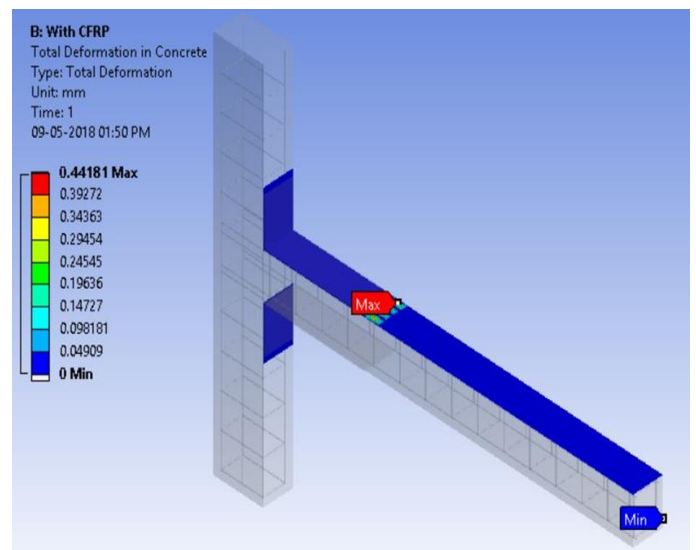 B: With CFRP
Total Deformation in Concrete
Type: Total Deformation
Unit: mm
Time: 1
09-05-2018 01:50 PM
0.44181 Max
0.39272
0.34363
0.29454
0.24545
0.19636
0.14727
0.098181
0.04909
0 Min
Max
Min